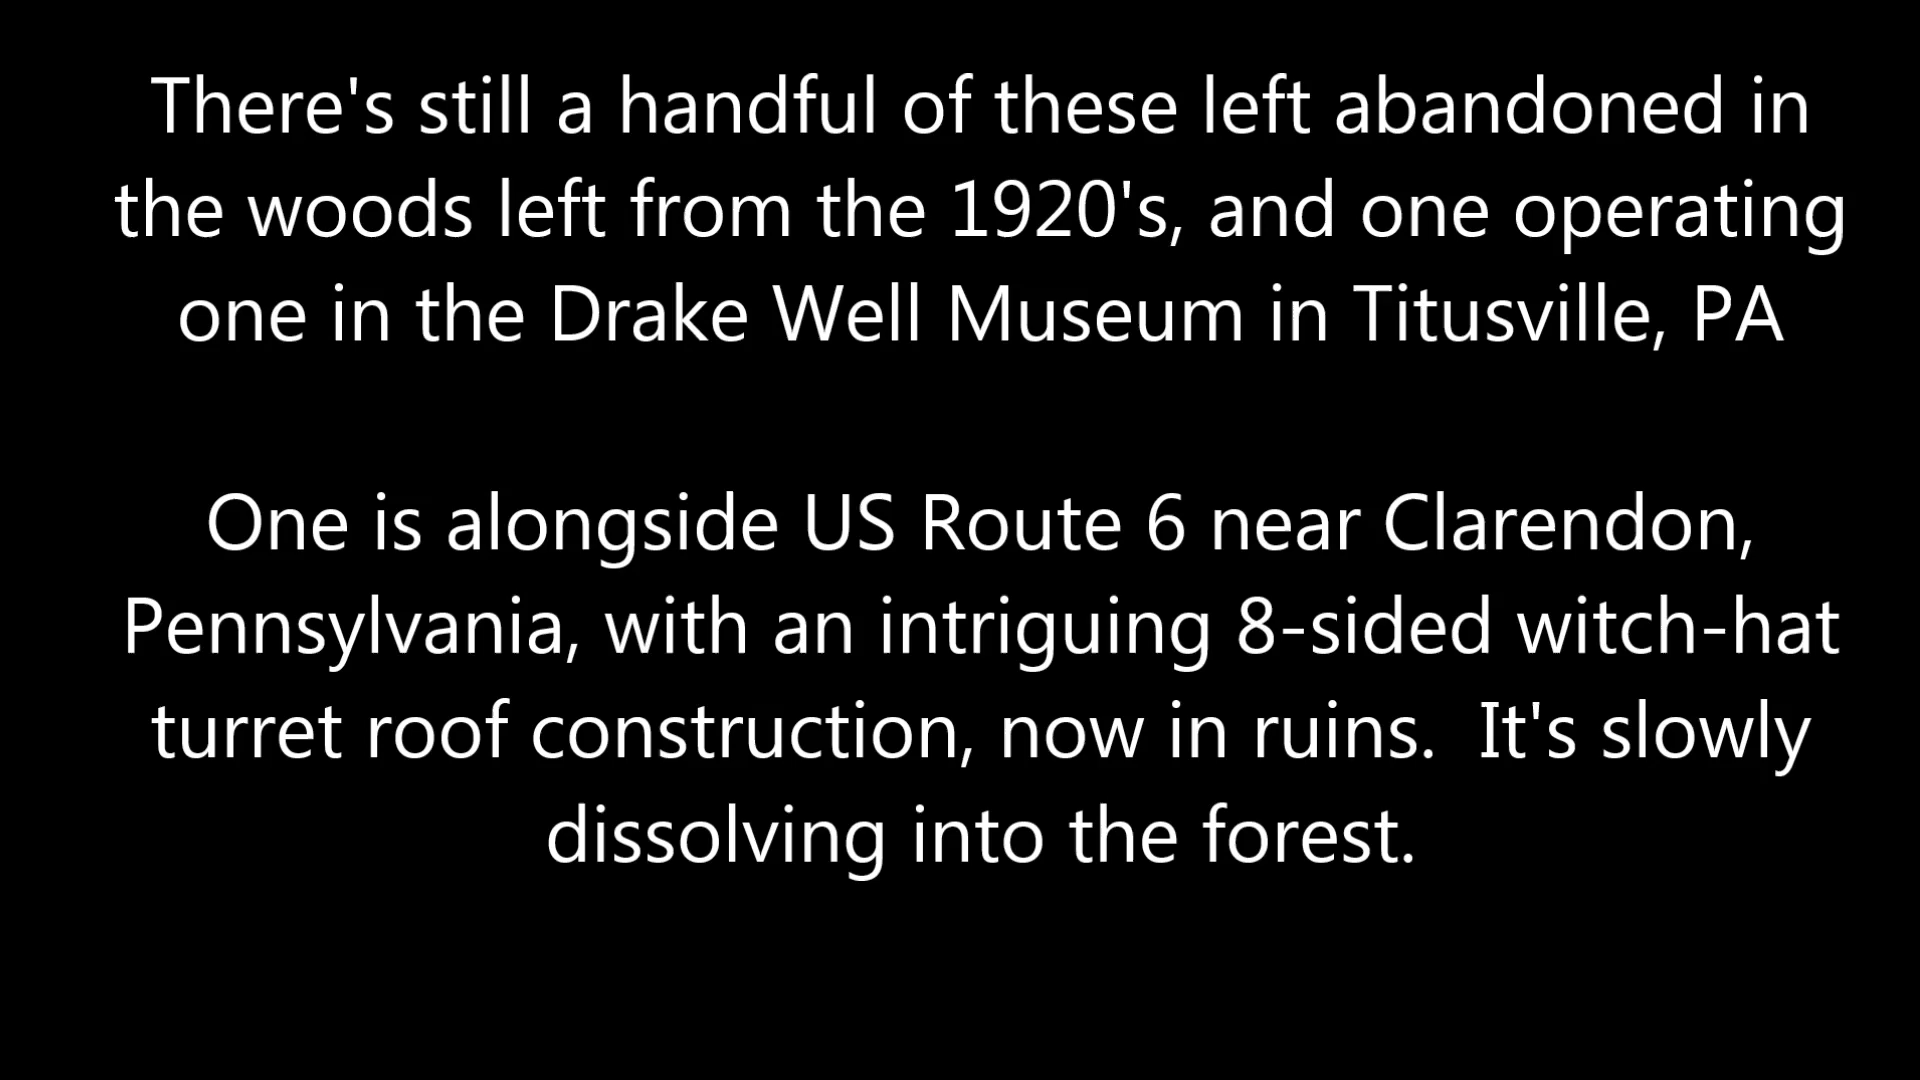 There's still a handful of these left abandoned in
the woods left from the 1920's, and one operating
one in the Drake Well Museum in Titusville, PA
One is alongside US Route 6 near Clarendon,
Pennsylvania, with an intriguing 8-sided witch-hat
turret roof construction, now in ruins.  It's slowly
dissolving into the forest.